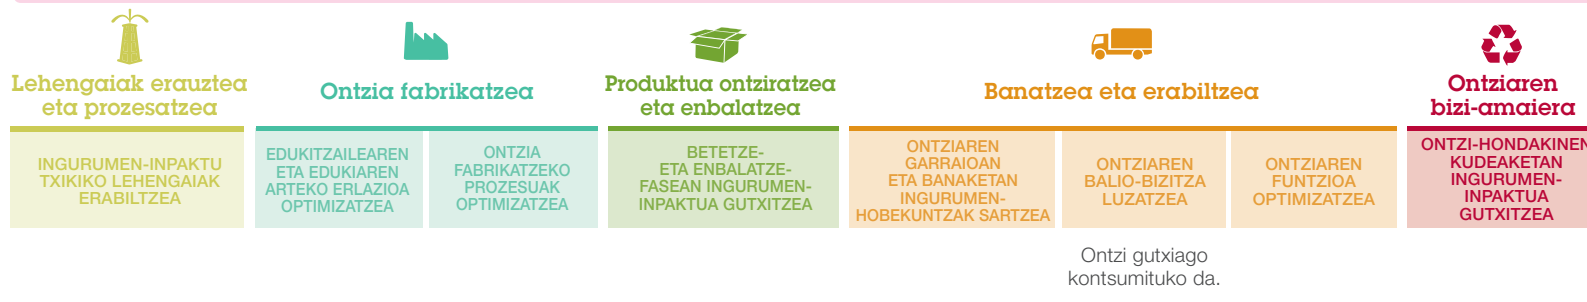 Lehengaiak erauztea
eta prozesatzea
Ontzia fabrikatzea
Produktua ontziratzea
eta enbalatzea
Banatzea eta erabiltzea
Ontziaren
bizi-amaiera
INGURUMEN-INPAKTU
TXIKIKO LEHENGAIAK
ERABILTZEA
EDUKITZAILEAREN
ETA EDUKIAREN
ARTEKO ERLAZIOA
OPTIMIZATZEA
ONTZIA
FABRIKATZEKO
PROZESUAK
OPTIMIZATZEA
BETETZE-
ETA ENBALATZE-
FASEAN INGURUMEN-
INPAKTUA GUTXITZEA
ONTZIAREN
GARRAIOAN
ETA BANAKETAN
INGURUMEN-
HOBEKUNTZAK SARTZEA
ONTZIAREN
BALIO-BIZITZA
LUZATZEA
ONTZIAREN
FUNTZIOA
OPTIMIZATZEA
ONTZI-HONDAKINEN
KUDEAKETAN
INGURUMEN-
INPAKTUA
GUTXITZEA
Ontzi gutxiago
kontsumituko da.